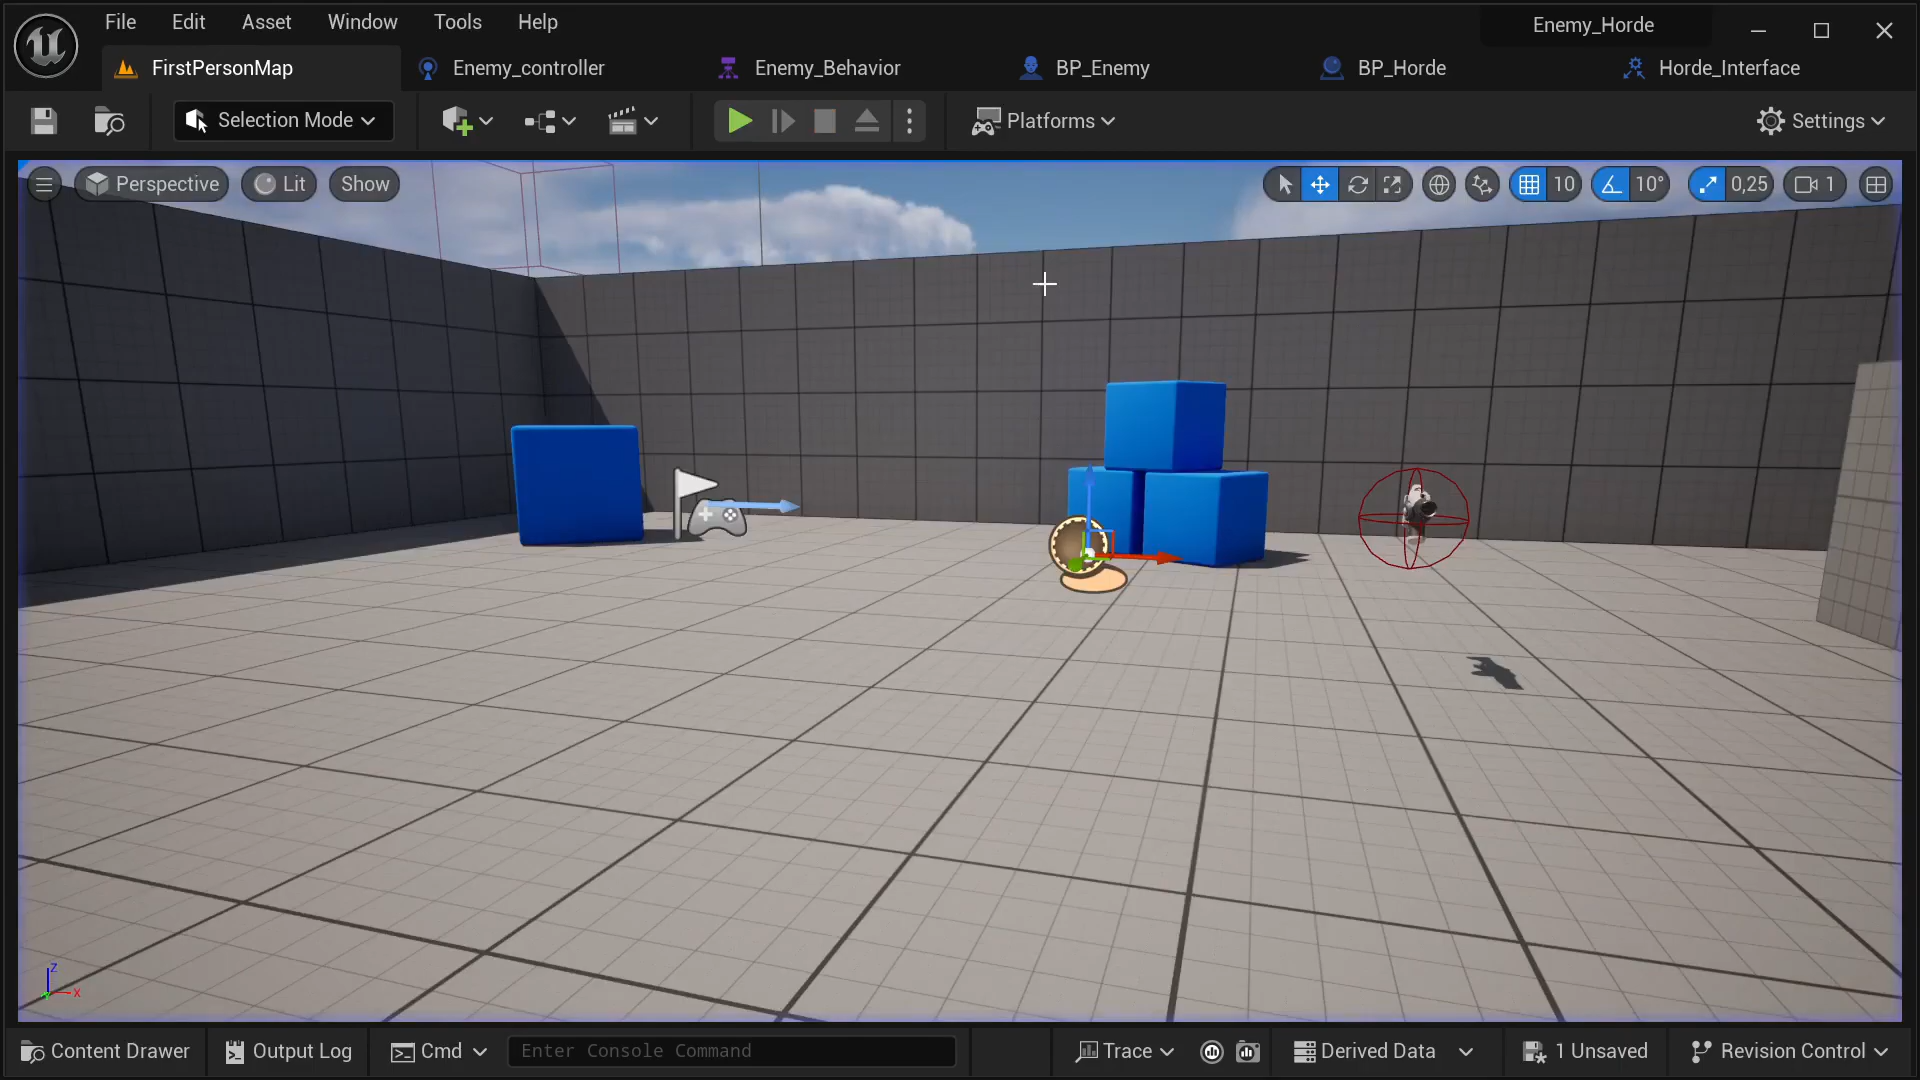 File Edit Asset Window Tools Help Enemy_Horde
FirstPersonMap Enemy_controller Enemy_Behavior BP_Enemy BP_Horde Horde_Interface
Selection Mode Platforms Settings
Perspective Lit Show 10 10° 0,25 1
Z
X
Content Drawer Output Log Cmd Enter Console Command Trace Derived Data 1 Unsaved Revision Control